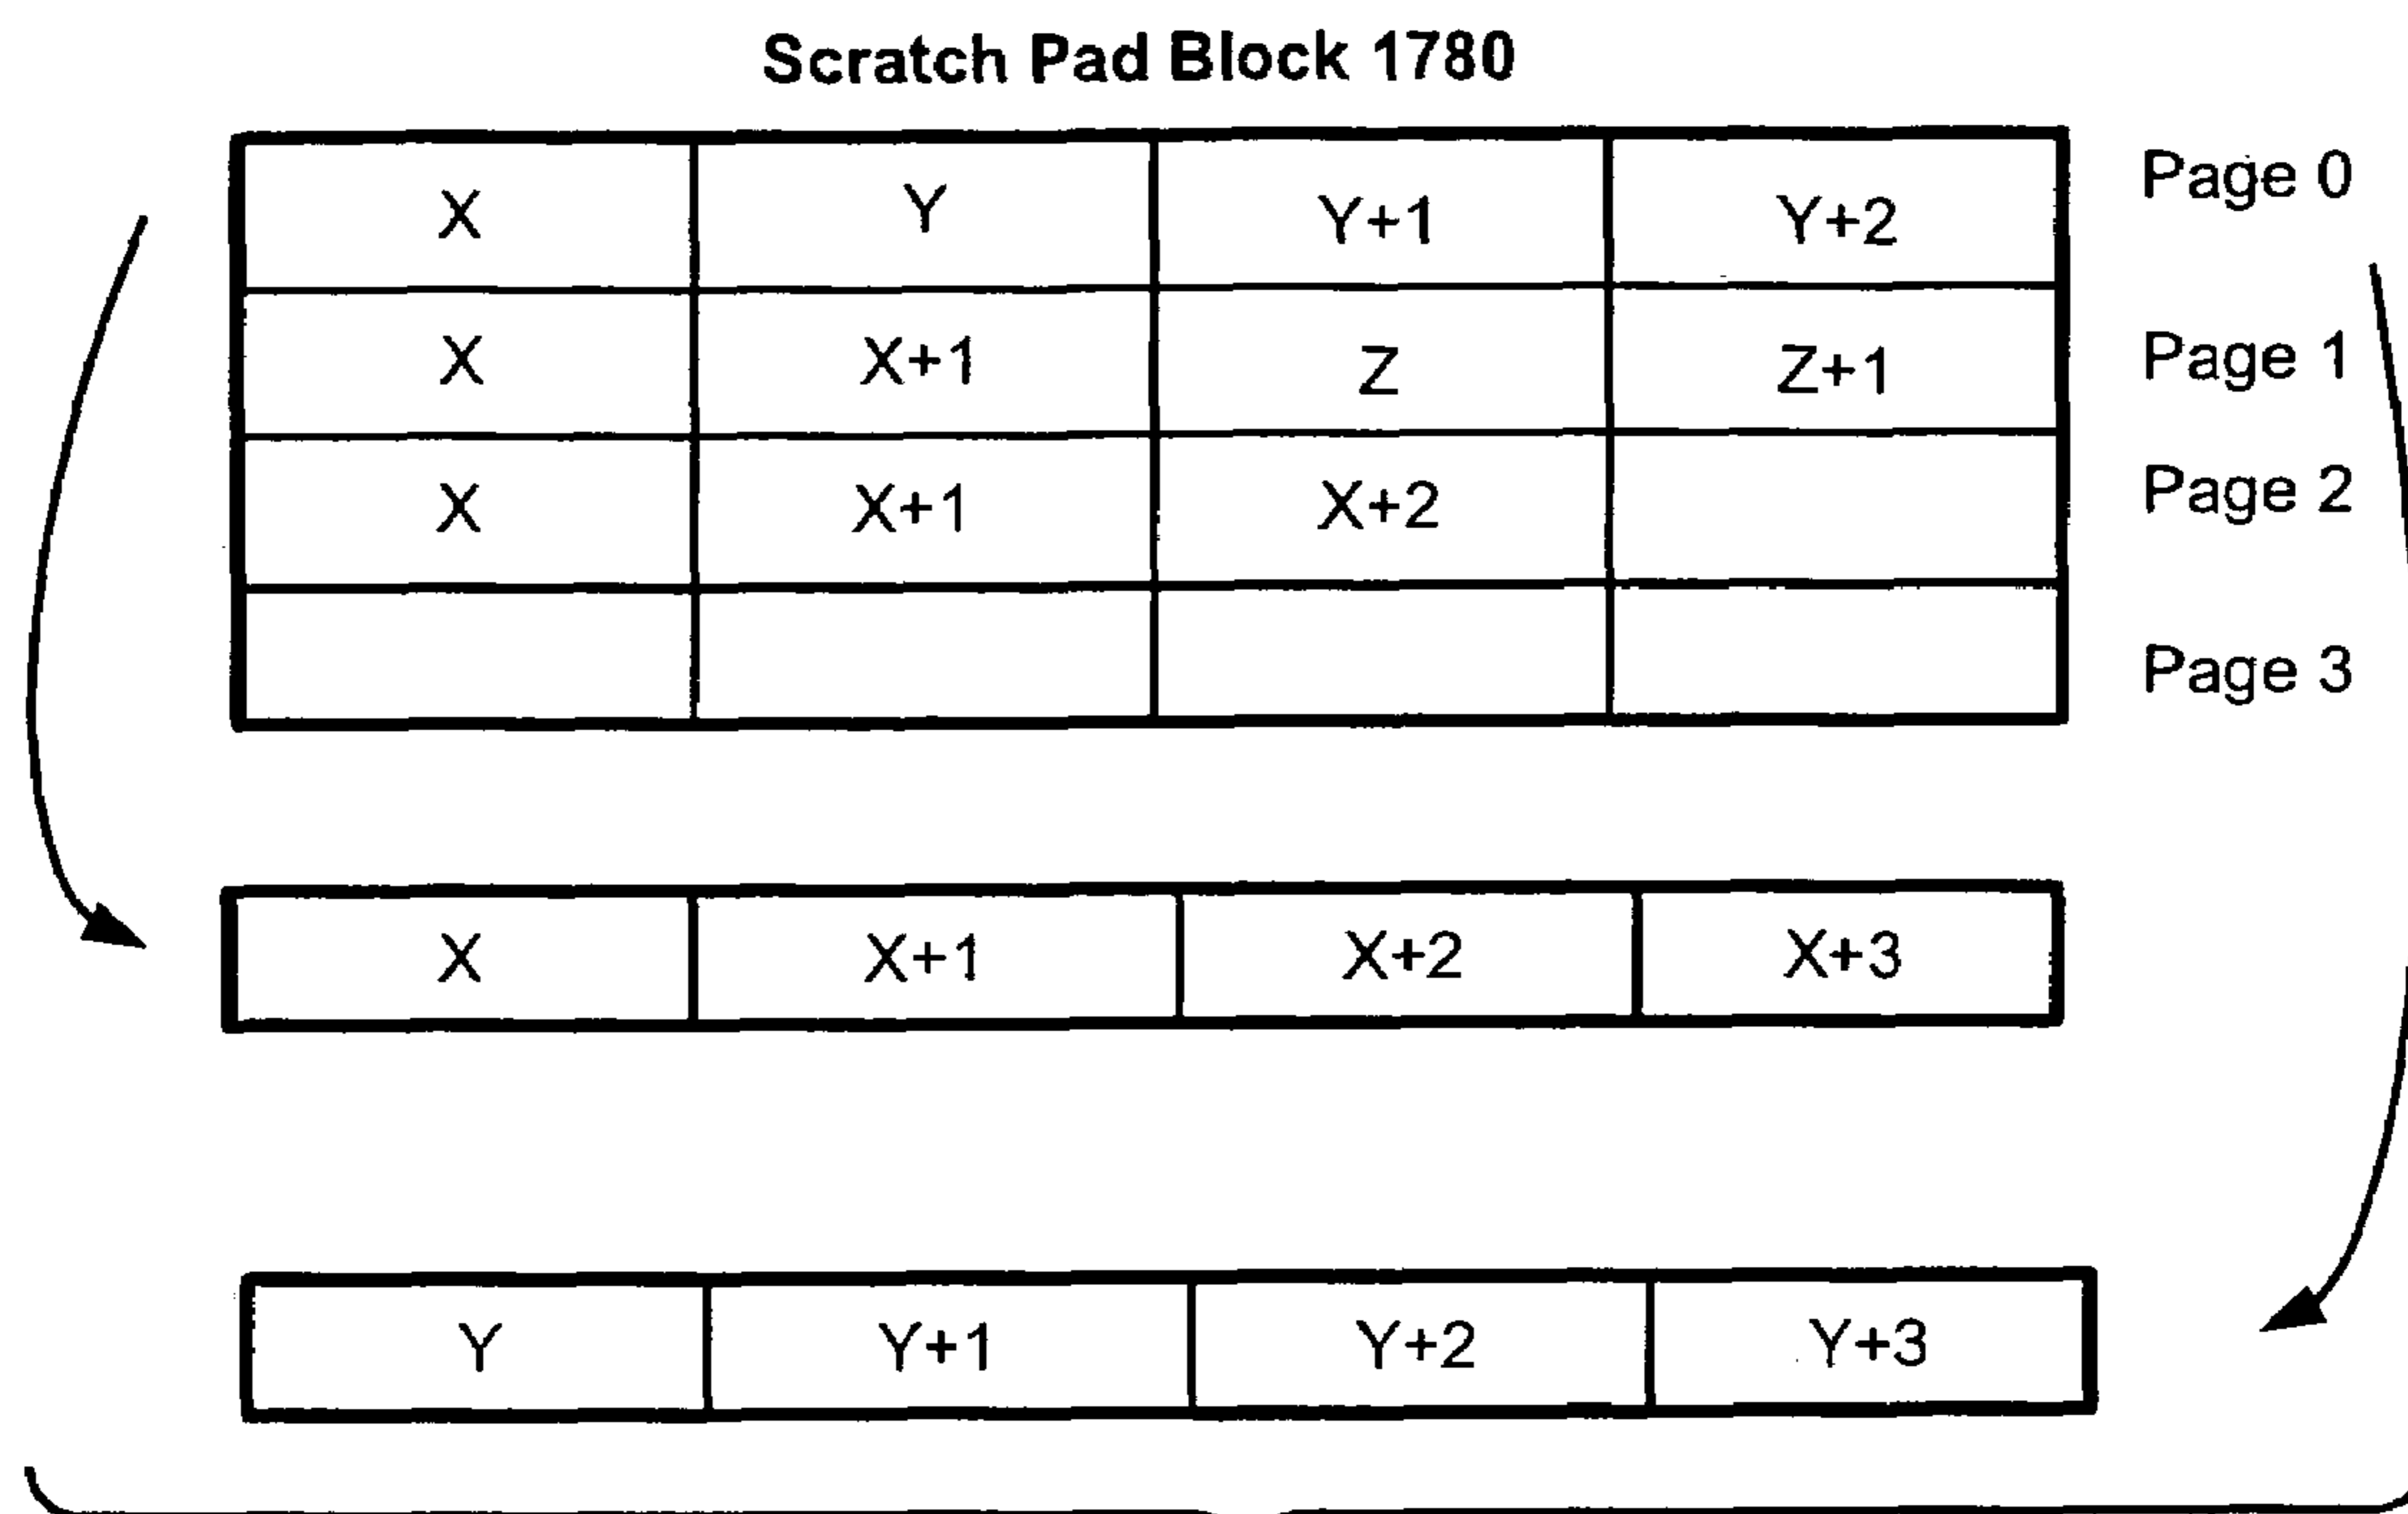 Scratch Pad Block 1780
X Y Y+1 Y+2 Page 0
X X+1 Z Z+1 Page 1
X X+1 X+2 Page 2
Page 3
X X+1 X+2 X+3
Y Y+1 Y+2 Y+3